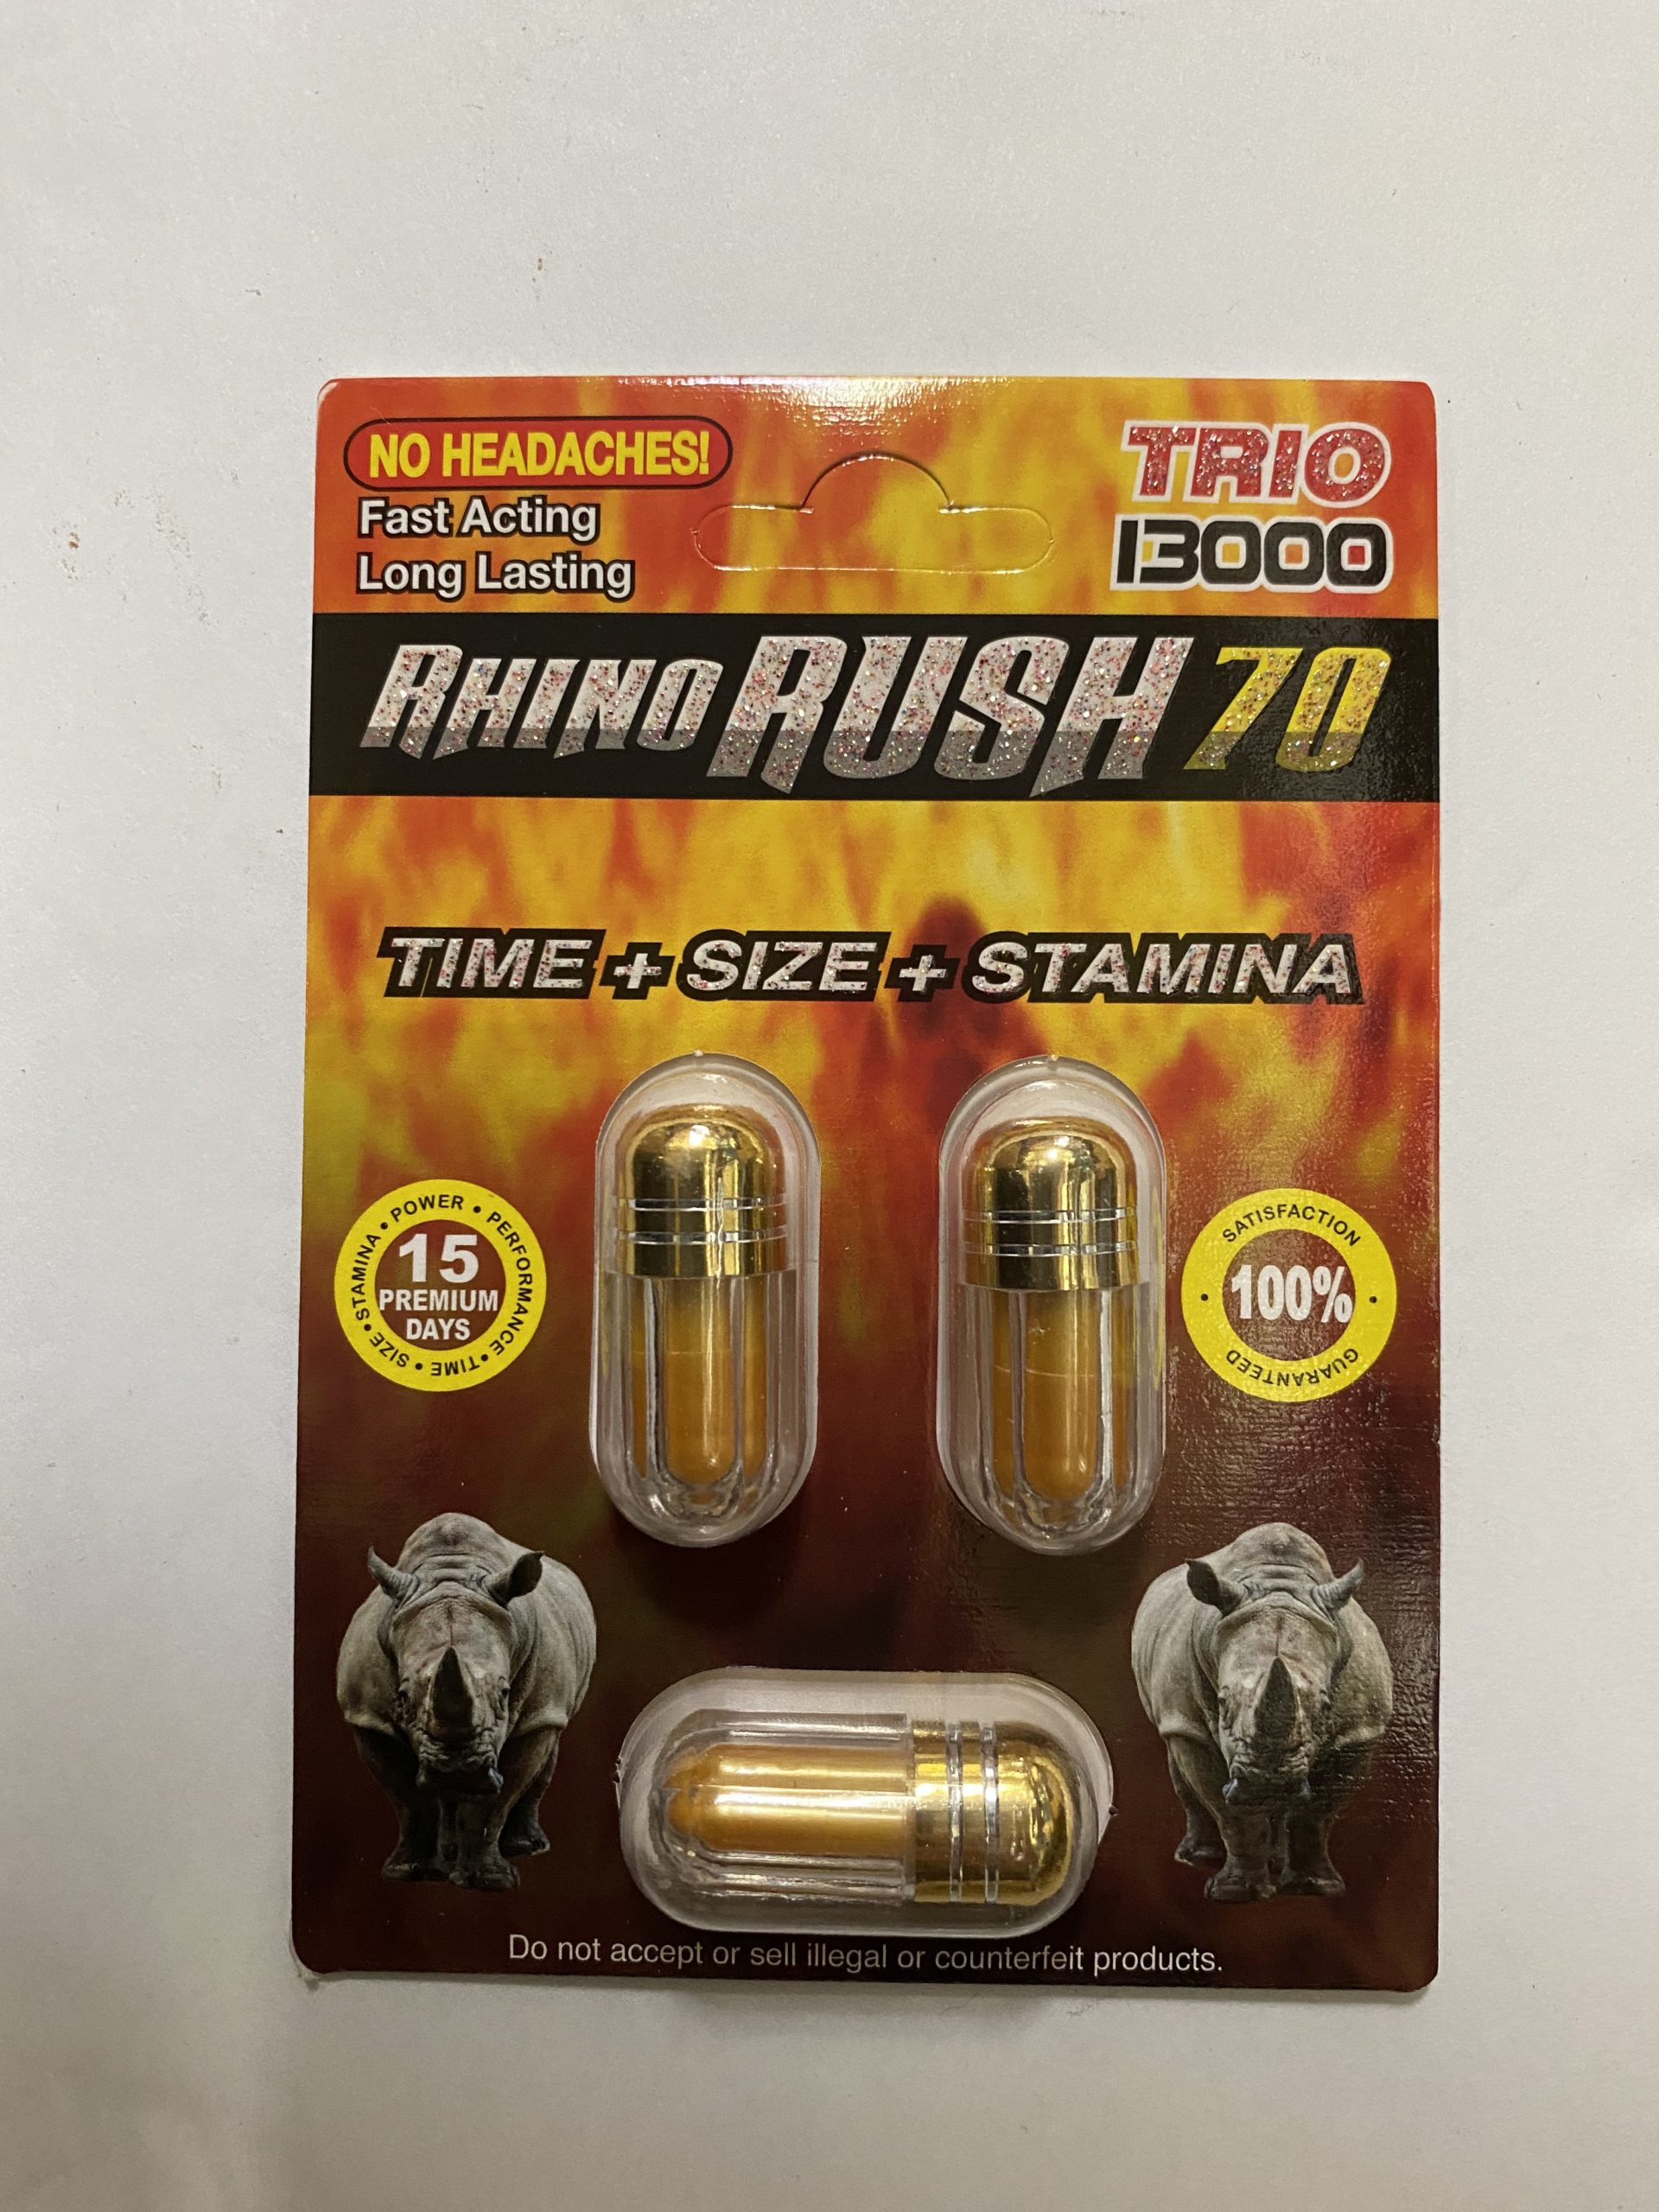 NO HEADACHES!
Fast Acting
Long Lasting
TRIO
13000
RHINO RUSH 70
TIME + SIZE + STAMINA
• POWER • PERFORMANCE • TIME • SIZE • STAMINA
15
PREMIUM
DAYS
SATISFACTION
• 100% •
GUARANTEED
Do not accept or sell illegal or counterfeit products.